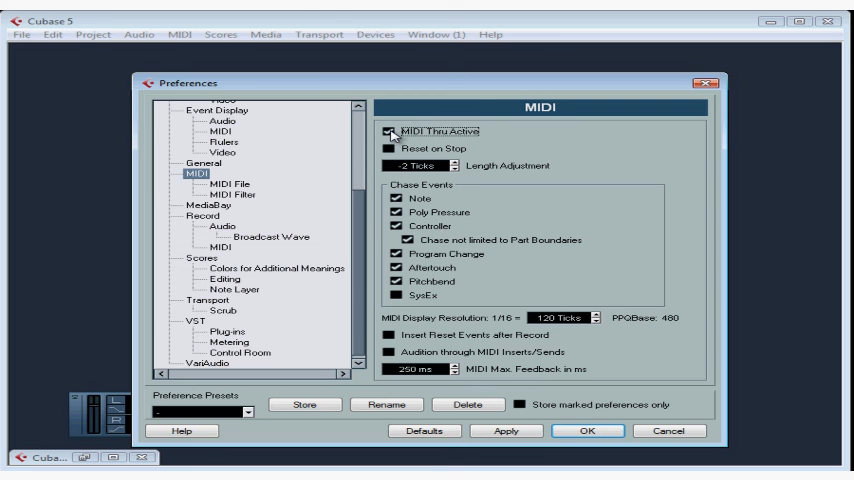 Cubase 5
File Edit Project Audio MIDI Scores Media Transport Devices Window (1) Help
Preferences
Video
Event Display
Audio
MIDI
Rulers
Video
General
MIDI
MIDI File
MIDI Filter
MediaBay
Record
Audio
Broadcast Wave
MIDI
Scores
Colors for Additional Meanings
Editing
Note Layer
Transport
Scrub
VST
Plug-ins
Metering
Control Room
VariAudio
MIDI
MIDI Thru Active
Reset on Stop
-2 Ticks Length Adjustment
Chase Events
Note
Poly Pressure
Controller
Chase not limited to Part Boundaries
Program Change
Aftertouch
Pitchbend
SysEx
MIDI Display Resolution: 1/16 = 120 Ticks PPQBase: 480
Insert Reset Events after Record
Audition through MIDI Inserts/Sends
250 ms MIDI Max. Feedback in ms
Preference Presets
- Store Rename Delete Store marked preferences only
Help Defaults Apply OK Cancel
L
R
Cuba...